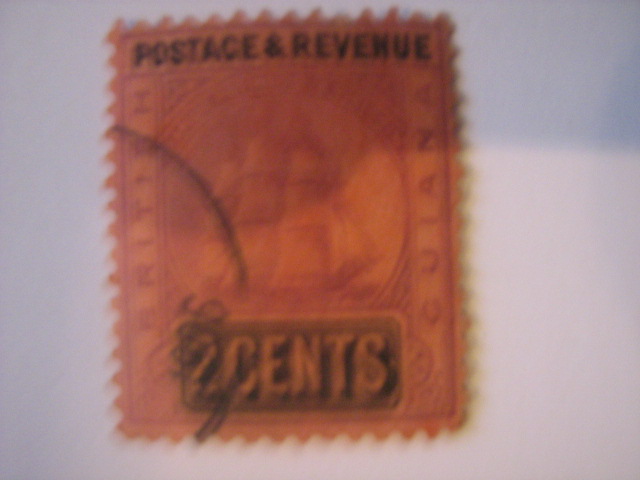 POSTAGE & REVENUE
BRITISH
GUIANA
2 CENTS